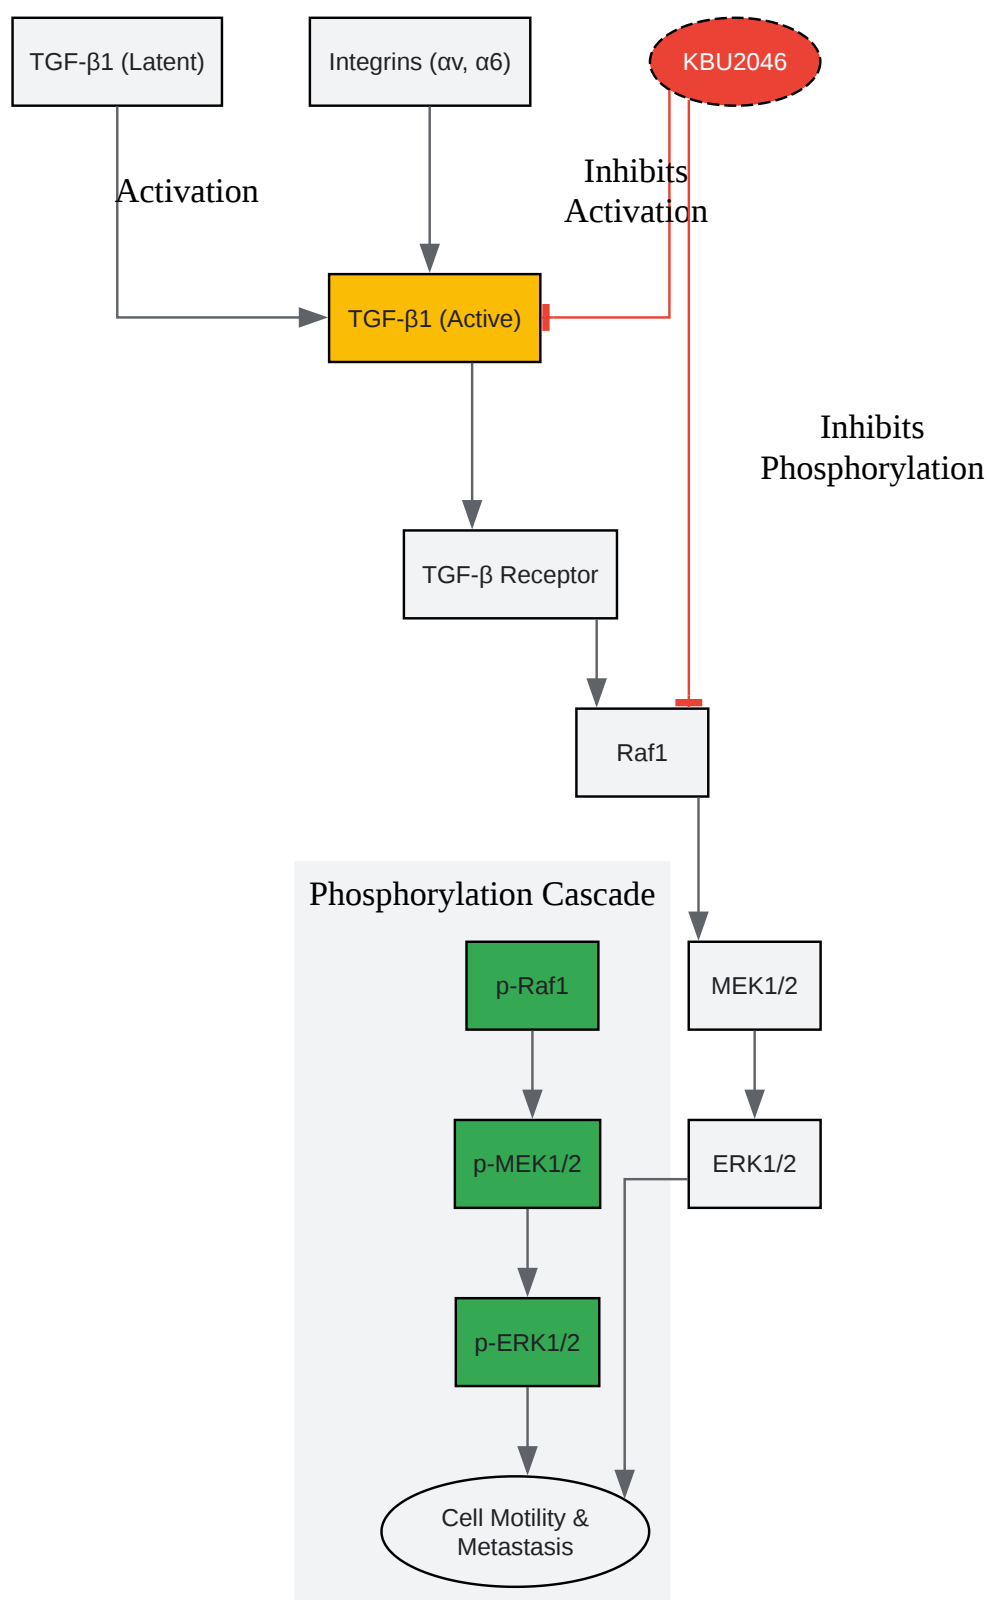 TGF-β1 (Latent)
Integrins (αv, α6)
KBU2046
Activation
Inhibits
Activation
TGF-β1 (Active)
Inhibits
Phosphorylation
TGF-β Receptor
Raf1
Phosphorylation Cascade
p-Raf1
MEK1/2
p-MEK1/2
ERK1/2
p-ERK1/2
Cell Motility &
Metastasis